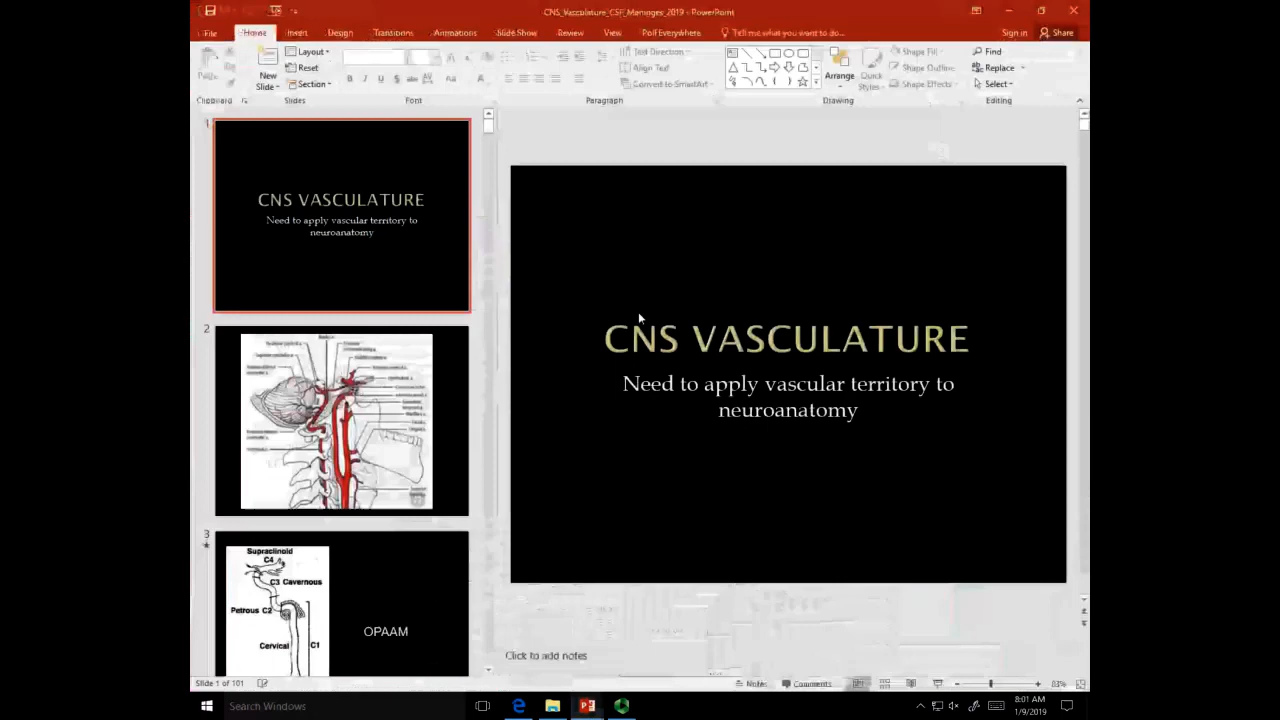 CNS_Vasculature_CSF_Meninges_2019 - PowerPoint
File Home Insert Design Transitions Animations Slide Show Review View Poll Everywhere Tell me what you want to do... Sign in Share
New Slide
Layout
Reset
Section
B I U S abc AV Aa A
Text Direction
Align Text
Convert to SmartArt
Arrange
Quick Styles
Shape Fill
Shape Outline
Shape Effects
Find
Replace
Select
Clipboard Slides Font Paragraph Drawing Editing
1
CNS VASCULATURE
Need to apply vascular territory to
neuroanatomy
2
3
Supraclinoid
C4
C3 Cavernous
Petrous C2
Cervical C1
OPAAM
CNS VASCULATURE
Need to apply vascular territory to
neuroanatomy
Click to add notes
Slide 1 of 101 Notes Comments 83%
Search Windows
8:01 AM
1/9/2019